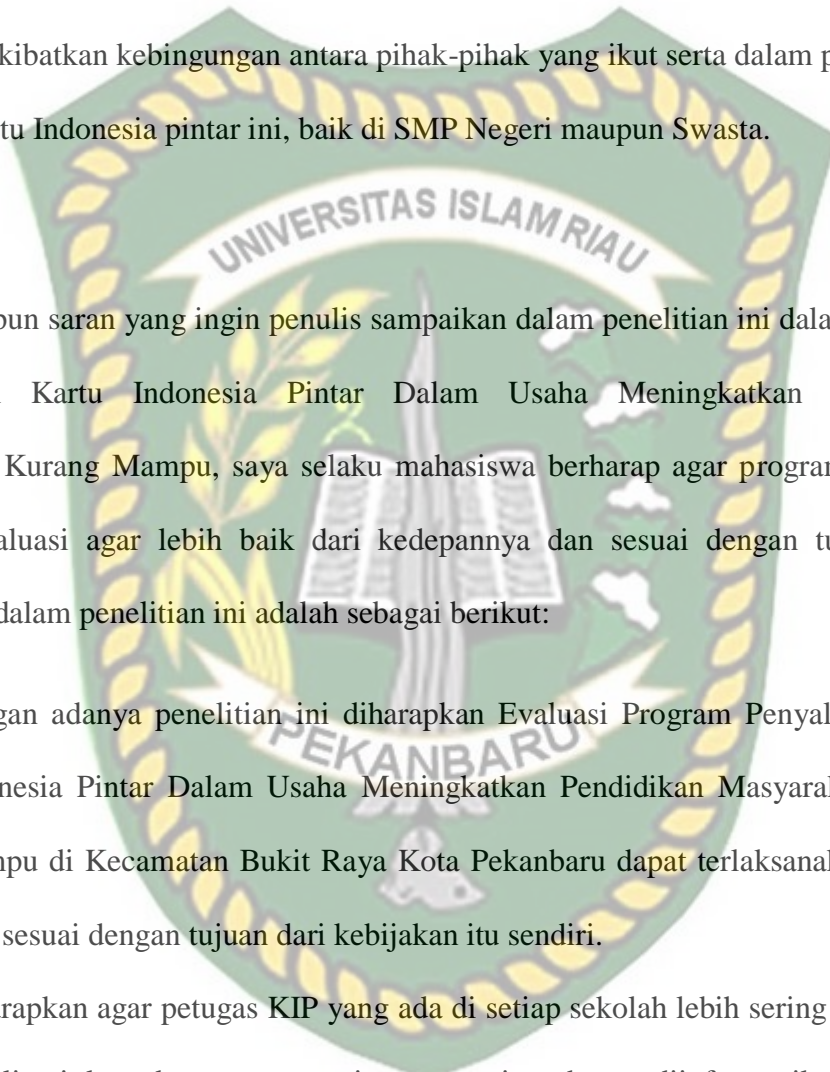 kibatkan kebingungan antara pihak-pihak yang ikut serta dalam p
tu Indonesia pintar ini, baik di SMP Negeri maupun Swasta.
UNIVERSITAS ISLAM RIAU
pun saran yang ingin penulis sampaikan dalam penelitian ini dala
Kartu Indonesia Pintar Dalam Usaha Meningkatkan
Kurang Mampu, saya selaku mahasiswa berharap agar program
aluasi agar lebih baik dari kedepannya dan sesuai dengan tu
dalam penelitian ini adalah sebagai berikut:
gan adanya penelitian ini diharapkan Evaluasi Program Penyal
PEKANBARU
nesia Pintar Dalam Usaha Meningkatkan Pendidikan Masyaral
pu di Kecamatan Bukit Raya Kota Pekanbaru dapat terlaksana
sesuai dengan tujuan dari kebijakan itu sendiri.
arapkan agar petugas KIP yang ada di setiap sekolah lebih sering